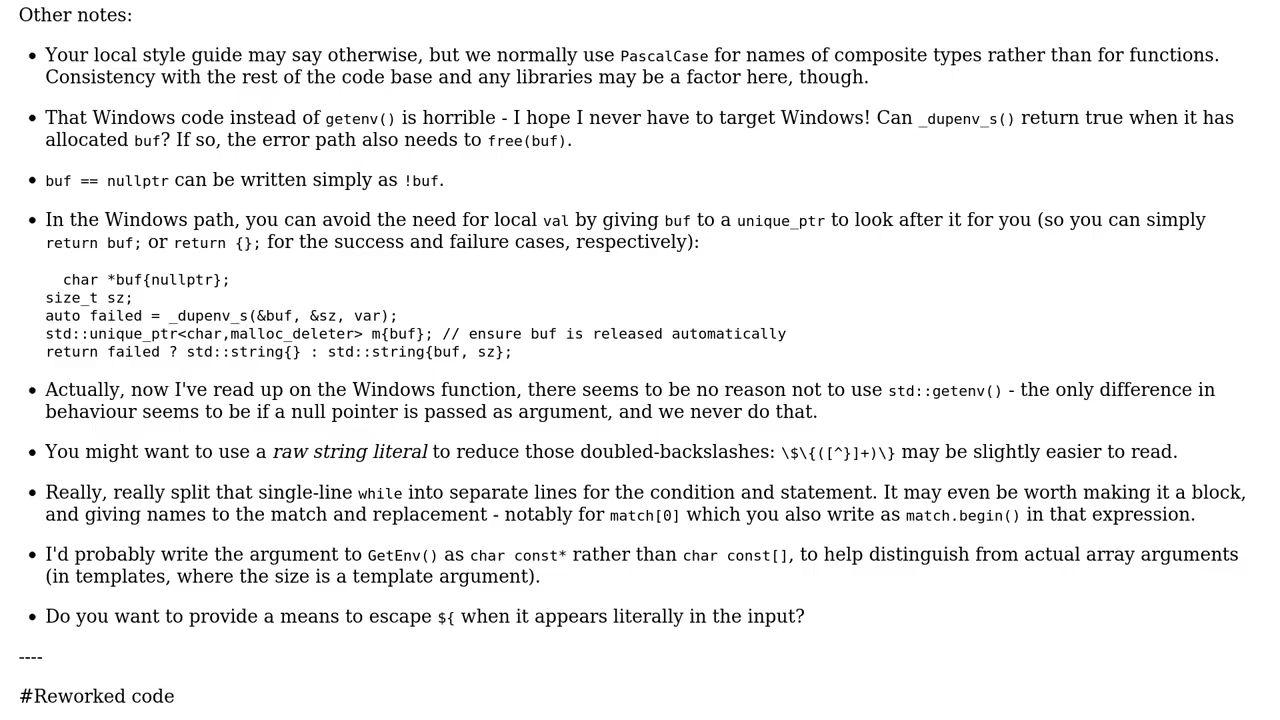 Other notes:
• Your local style guide may say otherwise, but we normally use PascalCase for names of composite types rather than for functions.
Consistency with the rest of the code base and any libraries may be a factor here, though.
• That Windows code instead of getenv() is horrible - I hope I never have to target Windows! Can _dupenv_s() return true when it has
allocated buf? If so, the error path also needs to free(buf).
• buf == nullptr can be written simply as !buf.
• In the Windows path, you can avoid the need for local val by giving buf to a unique_ptr to look after it for you (so you can simply
return buf; or return {}; for the success and failure cases, respectively):
  char *buf{nullptr};
size_t sz;
auto failed = _dupenv_s(&buf, &sz, var);
std::unique_ptr<char,malloc_deleter> m{buf}; // ensure buf is released automatically
return failed ? std::string{} : std::string{buf, sz};
• Actually, now I've read up on the Windows function, there seems to be no reason not to use std::getenv() - the only difference in
behaviour seems to be if a null pointer is passed as argument, and we never do that.
• You might want to use a raw string literal to reduce those doubled-backslashes: \$\{([^}]+)\} may be slightly easier to read.
• Really, really split that single-line while into separate lines for the condition and statement. It may even be worth making it a block,
and giving names to the match and replacement - notably for match[0] which you also write as match.begin() in that expression.
• I'd probably write the argument to GetEnv() as char const* rather than char const[], to help distinguish from actual array arguments
(in templates, where the size is a template argument).
• Do you want to provide a means to escape ${ when it appears literally in the input?
----
#Reworked code